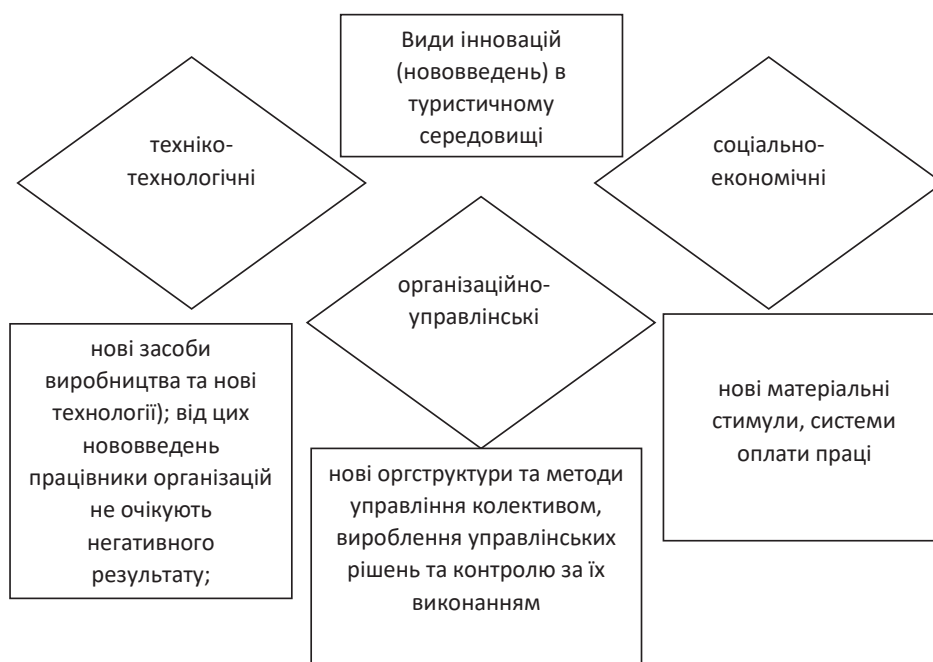 Види інновацій
(нововведень) в
туристичному
середовищі
техніко-
технологічні
соціально-
економічні
організаційно-
управлінські
нові засоби
виробництва та нові
технології); від цих
нововведень
працівники організацій
не очікують
негативного
результату;
нові оргструктури та методи
управління колективом,
вироблення управлінських
рішень та контролю за їх
виконанням
нові матеріальні
стимули, системи
оплати праці